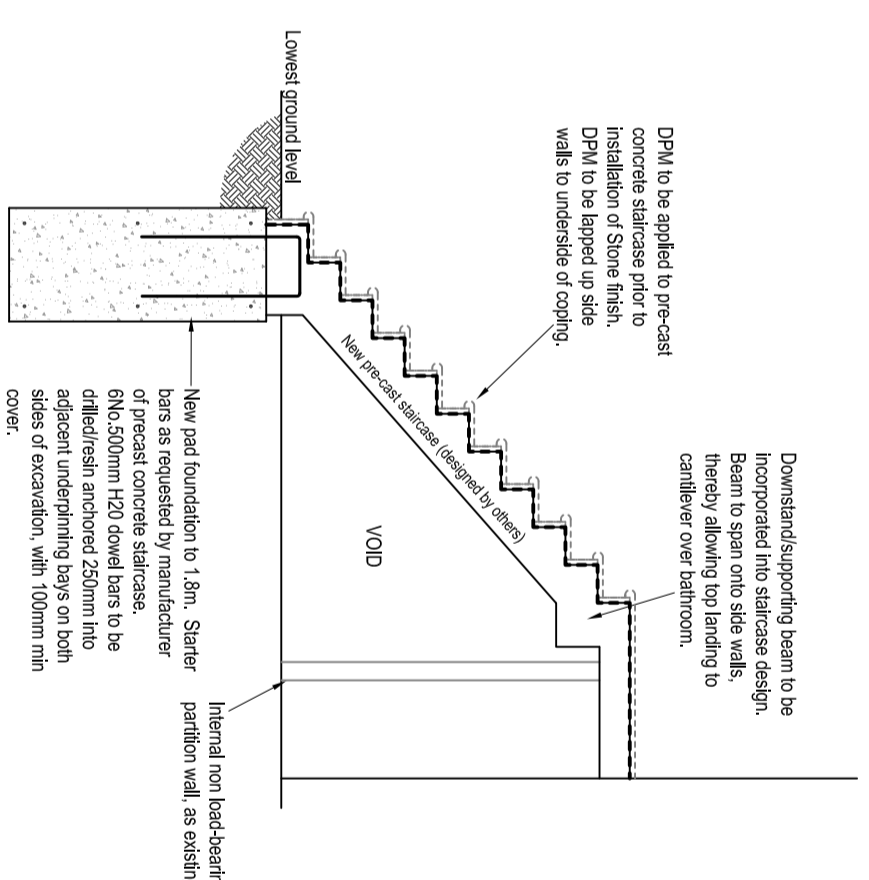 Lowest ground level
DPM to be applied to pre-cast
concrete staircase prior to
installation of Stone finish.
DPM to be lapped up side
walls to underside of coping.
Downstand/supporting beam to be
incorporated into staircase design.
Beam to span onto side walls,
thereby allowing top landing to
cantilever over bathroom.
New pre-cast staircase (designed by others)
VOID
New pad foundation to 1.8m. Starter
bars as requested by manufacturer
of precast concrete staircase.
6No.500mm H20 dowel bars to be
drilled/resin anchored 250mm into
adjacent underpinning bays on both
sides of excavation, with 100mm min
cover.
Internal non load-bearin
partition wall, as existin